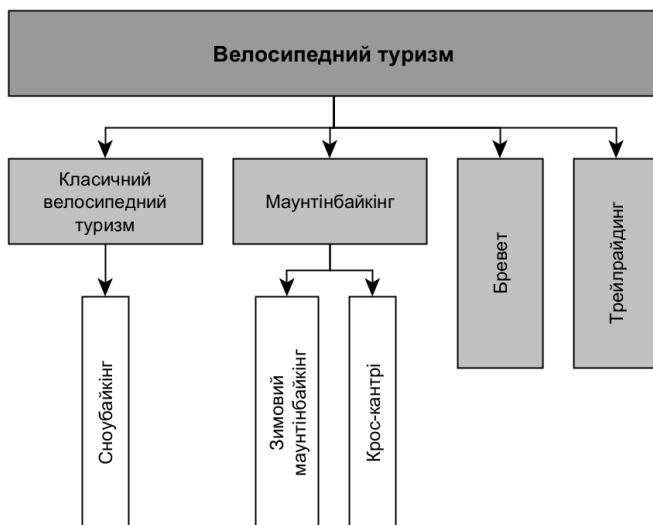 Велосипедний туризм
Класичний
велосипедний
туризм
Маунтінбайкінг
Бревет
Трейлрайдинг
Сноубайкінг
Зимовий
маунтінбайкінг
Крос-кантрі